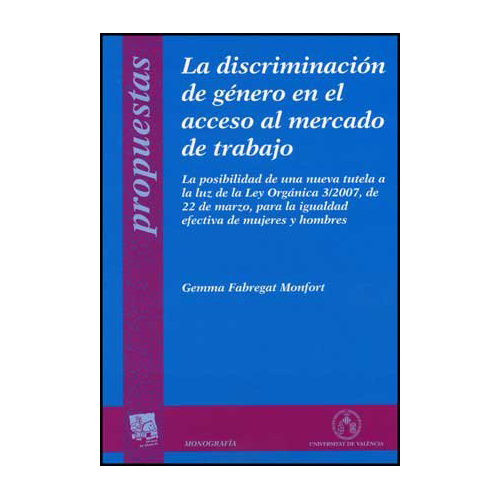 propuestas
La discriminación
de género en el
acceso al mercado
de trabajo
La posibilidad de una nueva tutela a
la luz de la Ley Orgánica 3/2007, de
22 de marzo, para la igualdad
efectiva de mujeres y hombres
Gemma Fabregat Monfort
MONOGRAFÍA
UNIVERSITAT DE VALÈNCIA